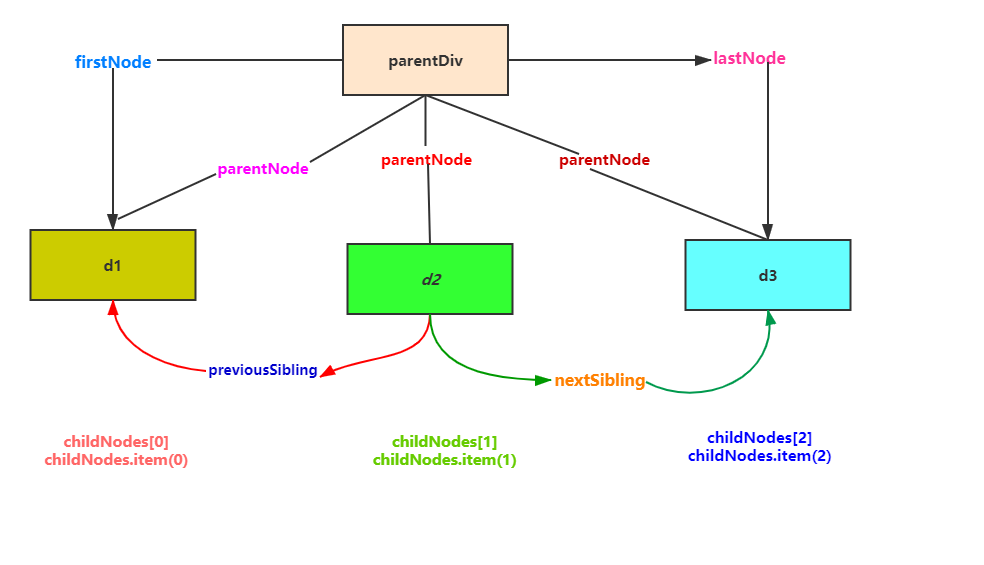 firstNode
parentDiv
lastNode
parentNode
parentNode
parentNode
d1
d2
d3
previousSibling
nextSibling
childNodes[0]
childNodes.item(0)
childNodes[1]
childNodes.item(1)
childNodes[2]
childNodes.item(2)